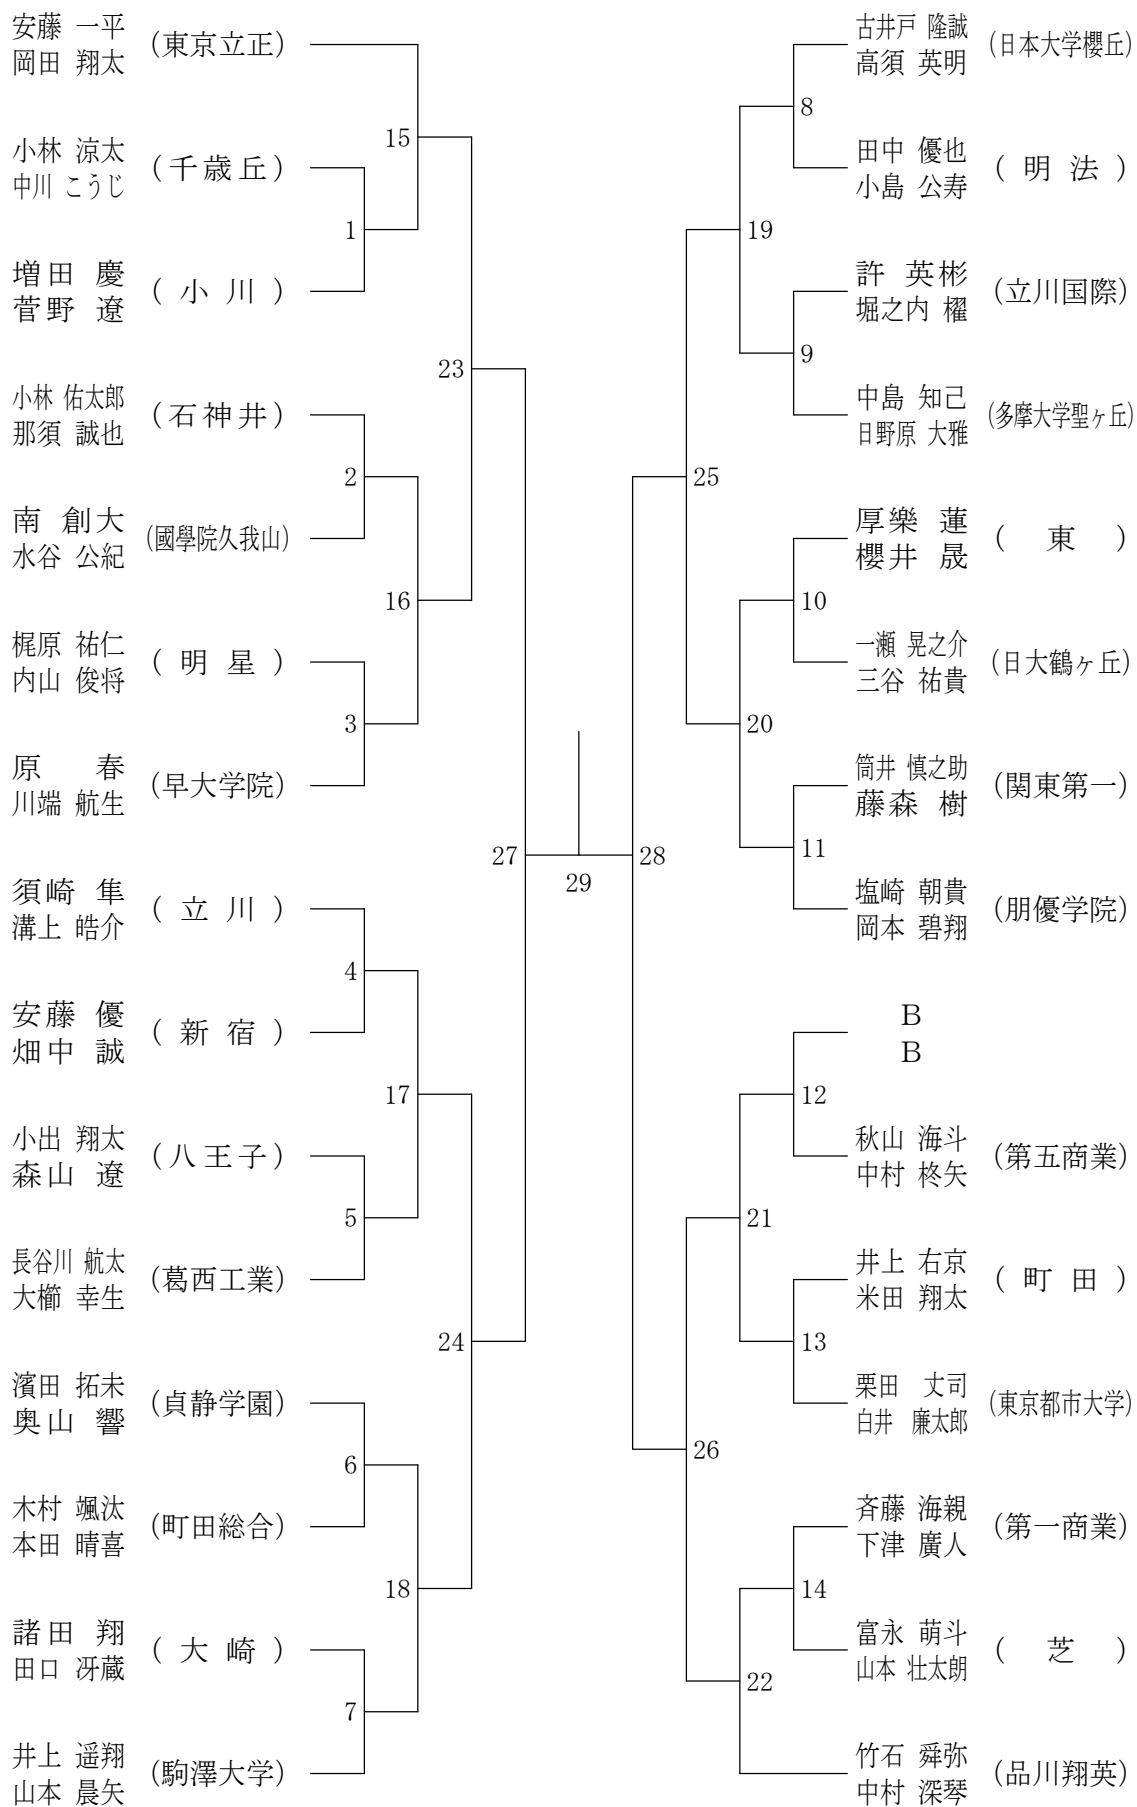 安藤 一平
岡田 翔太
(東京立正)
小林 涼太
中川 こうじ
(千歳丘)
増田 慶
菅野 遼
(小川)
小林 佑太郎
那須 誠也
(石神井)
南 創大
水谷 公紀
(國學院久我山)
梶原 祐仁
内山 俊将
(明星)
原 春
川端 航生
(早大学院)
須崎 隼
溝上 皓介
(立川)
安藤 優
畑中 誠
(新宿)
小出 翔太
森山 遼
(八王子)
長谷川 航太
大櫛 幸生
(葛西工業)
濱田 拓未
奥山 響
(貞静学園)
木村 颯汰
本田 晴喜
(町田総合)
諸田 翔
田口 冴蔵
(大崎)
井上 遥翔
山本 晨矢
(駒澤大学)
1
2
3
4
5
6
7
15
16
17
18
23
24
27
29
28
25
26
19
20
21
22
8
9
10
11
12
13
14
古井戸 隆誠
高須 英明
(日本大学櫻丘)
田中 優也
小島 公寿
(明法)
許 英彬
堀之内 櫂
(立川国際)
中島 知己
日野原 大雅
(多摩大学聖ヶ丘)
厚樂 蓮
櫻井 晟
(東)
一瀬 晃之介
三谷 祐貴
(日大鶴ヶ丘)
筒井 慎之助
藤森 樹
(関東第一)
塩崎 朝貴
岡本 碧翔
(朋優学院)
B
B
秋山 海斗
中村 柊矢
(第五商業)
井上 右京
米田 翔太
(町田)
栗田 丈司
白井 廉太郎
(東京都市大学)
斉藤 海親
下津 廣人
(第一商業)
富永 萌斗
山本 壮太朗
(芝)
竹石 舜弥
中村 深琴
(品川翔英)